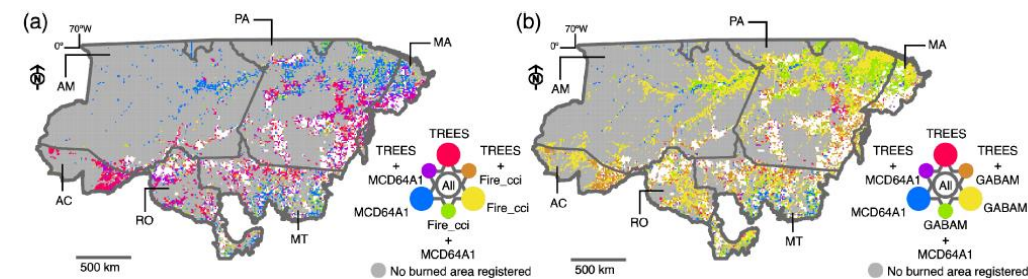 (a)
70°W
0°
N
PA
MA
AM
AC
RO
MT
500 km
TREES
TREES
+
MCD64A1
TREES
+
Fire_cci
All
MCD64A1
Fire_cci
Fire_cci
+
MCD64A1
No burned area registered
(b)
70°W
0°
N
PA
MA
AM
AC
RO
MT
500 km
TREES
TREES
+
MCD64A1
TREES
+
GABAM
All
MCD64A1
GABAM
GABAM
+
MCD64A1
No burned area registered